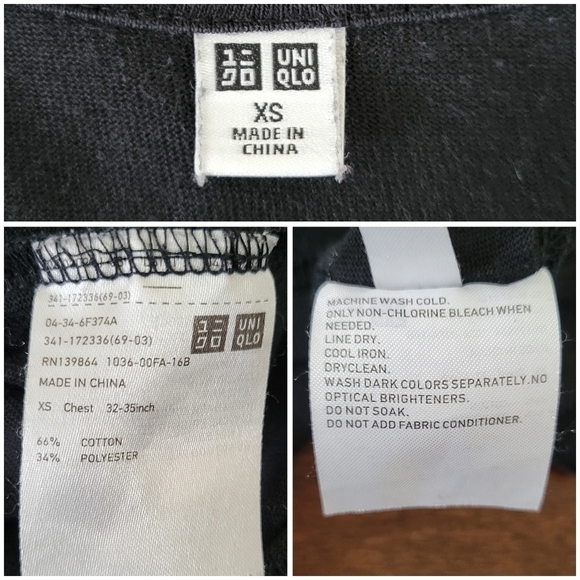 ユニ UNI
クロ QLO
XS
MADE IN
CHINA
341-172336(69-03)
04-34-6F374A
341-172336(69-03)
ユニ UNI
クロ QLO
RN139864 1036-00FA-16B
MADE IN CHINA
XS Chest 32-35inch
66% COTTON
34% POLYESTER
MACHINE WASH COLD.
ONLY NON-CHLORINE BLEACH WHEN
NEEDED.
LINE DRY.
COOL IRON.
DRYCLEAN.
WASH DARK COLORS SEPARATELY.NO
OPTICAL BRIGHTENERS.
DO NOT SOAK.
DO NOT ADD FABRIC CONDITIONER.